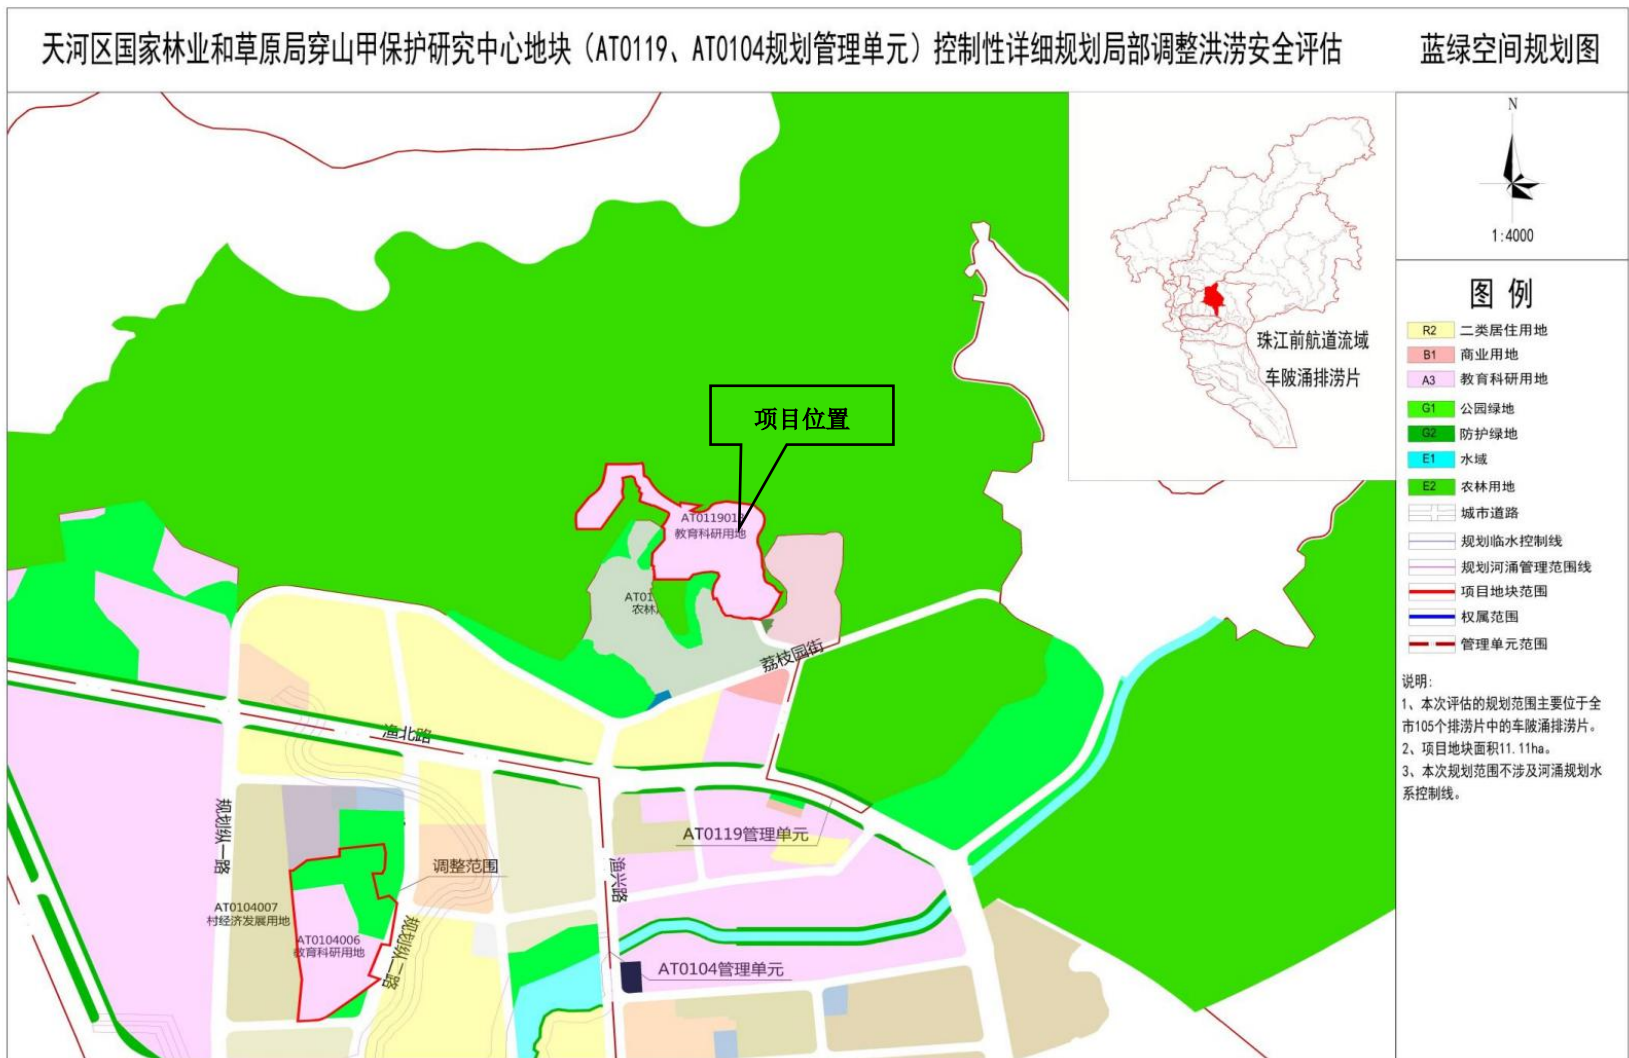 天河区国家林业和草原局穿山甲保护研究中心地块（AT0119、AT0104规划管理单元）控制性详细规划局部调整洪涝安全评估
蓝绿空间规划图
N
1:4000
珠江前航道流域
车陂涌排涝片
图 例
R2 二类居住用地
B1 商业用地
A3 教育科研用地
G1 公园绿地
G2 防护绿地
E1 水域
E2 农林用地
城市道路
规划临水控制线
规划河涌管理范围线
项目地块范围
权属范围
管理单元范围
说明:
1、本次评估的规划范围主要位于全
市105个排涝片中的车陂涌排涝片。
2、项目地块面积11.11ha。
3、本次规划范围不涉及河涌规划水
系控制线。
项目位置
AT011901
教育科研用地
AT01
农林
荔枝园街
渔北路
规划纵一路
AT0119管理单元
调整范围
渔兴路
AT0104007
村经济发展用地
规划纵二路
AT0104006
教育科研用地
AT0104管理单元